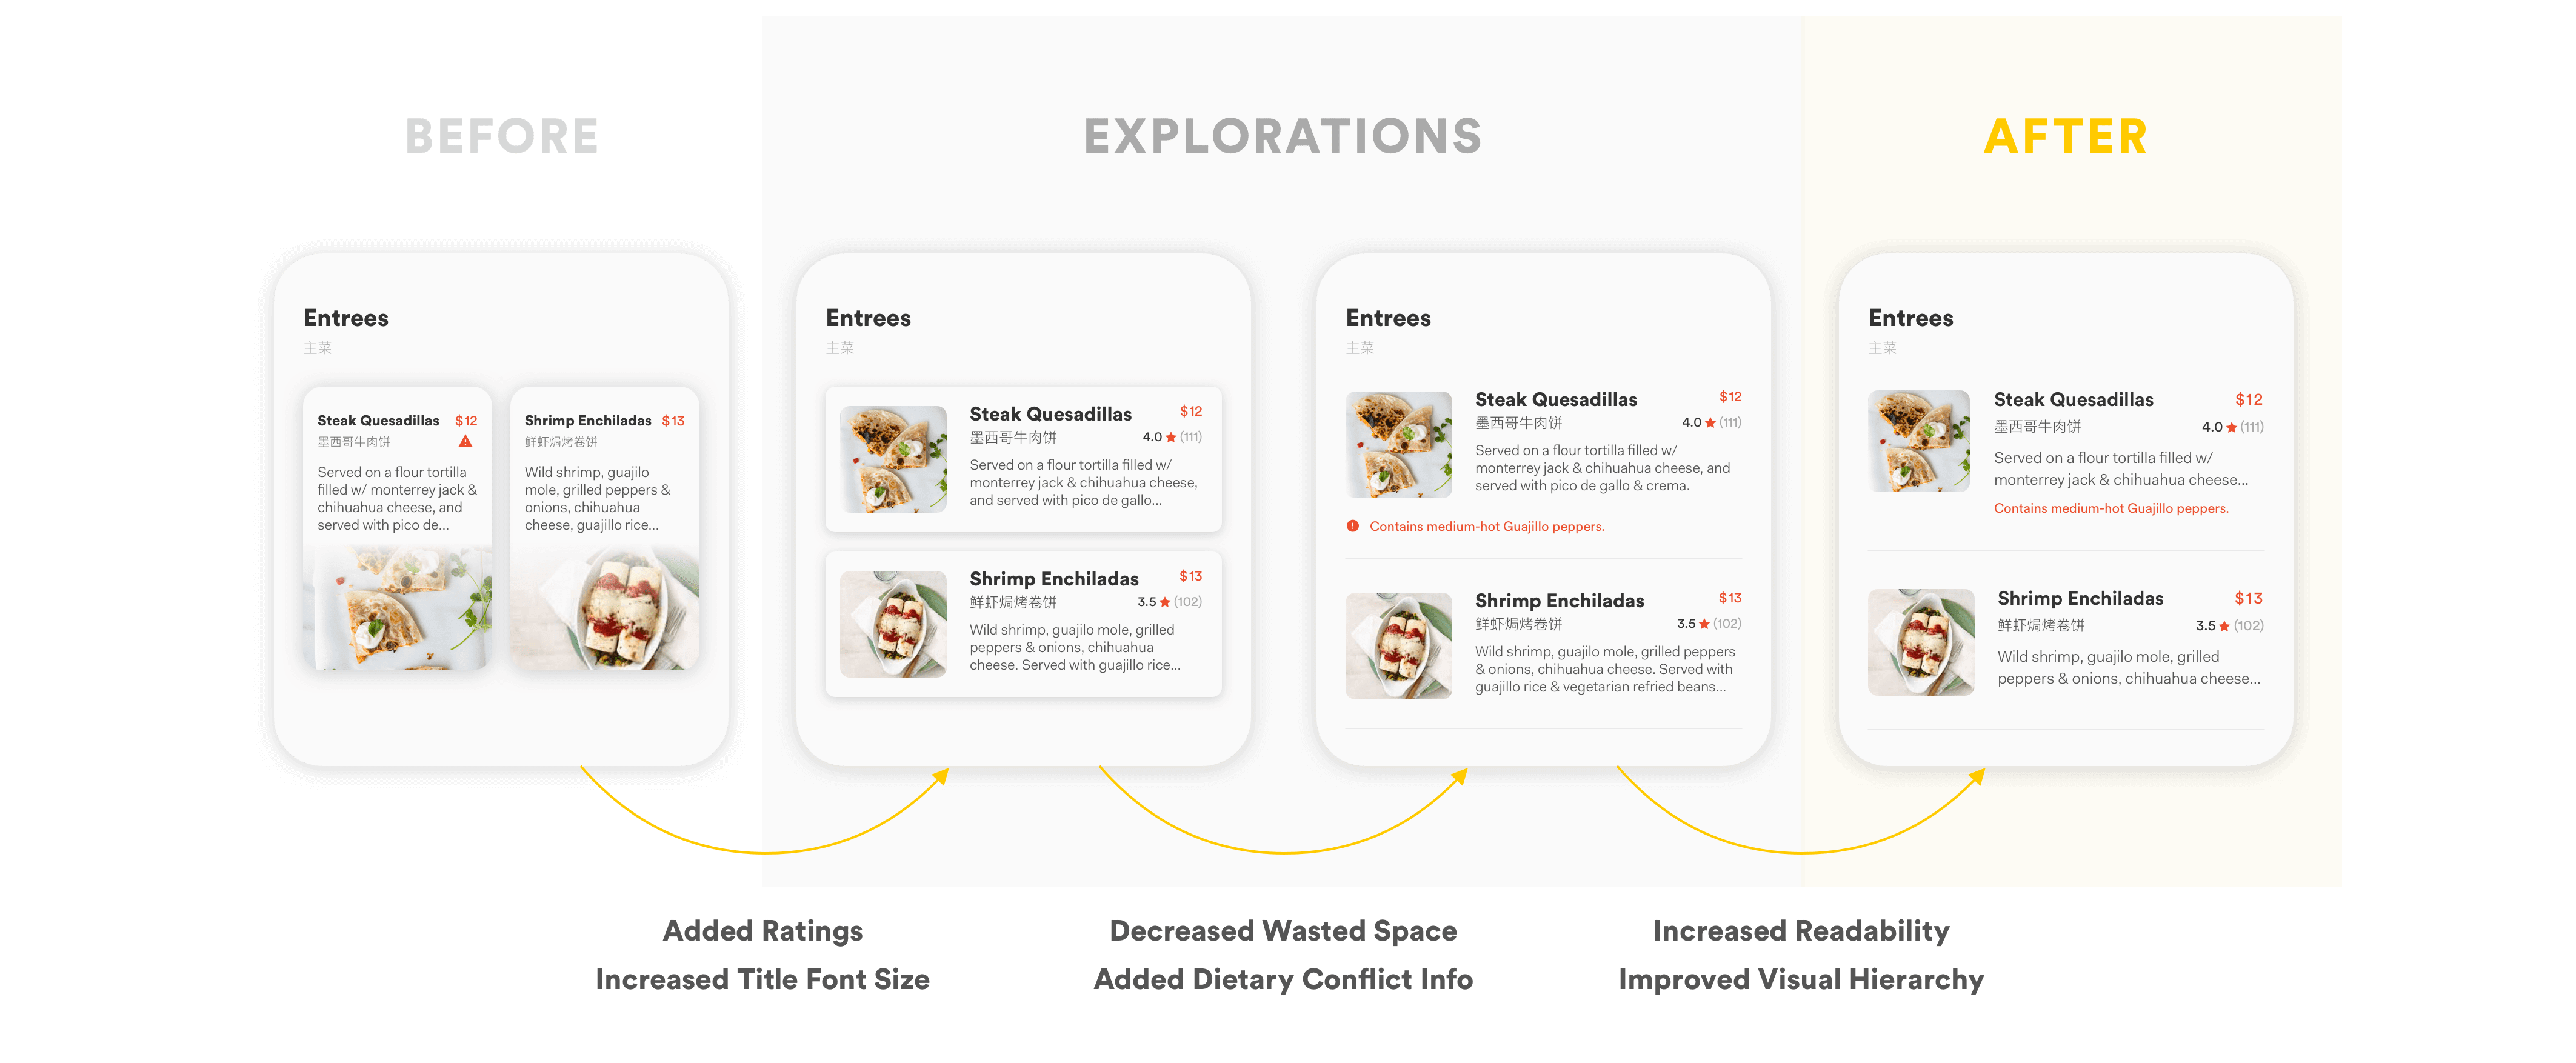 BEFORE
EXPLORATIONS
AFTER
Entrees
主菜
Steak Quesadillas $12
墨西哥牛肉饼
Served on a flour tortilla
filled w/ monterrey jack &
chihuahua cheese, and
served with pico de...
Shrimp Enchiladas $13
鲜虾焗烤卷饼
Wild shrimp, guajilo
mole, grilled peppers &
onions, chihuahua
cheese, guajillo rice...
Entrees
主菜
Steak Quesadillas $12
墨西哥牛肉饼 4.0 ★ (111)
Served on a flour tortilla filled w/
monterrey jack & chihuahua cheese,
and served with pico de gallo...
Shrimp Enchiladas $13
鲜虾焗烤卷饼 3.5 ★ (102)
Wild shrimp, guajilo mole, grilled
peppers & onions, chihuahua
cheese. Served with guajillo rice...
Entrees
主菜
Steak Quesadillas $12
墨西哥牛肉饼 4.0 ★ (111)
Served on a flour tortilla filled w/
monterrey jack & chihuahua cheese, and
served with pico de gallo & crema.
Contains medium-hot Guajillo peppers.
Shrimp Enchiladas $13
鲜虾焗烤卷饼 3.5 ★ (102)
Wild shrimp, guajilo mole, grilled peppers
& onions, chihuahua cheese. Served with
guajillo rice & vegetarian refried beans...
Entrees
主菜
Steak Quesadillas $12
墨西哥牛肉饼 4.0 ★ (111)
Served on a flour tortilla filled w/
monterrey jack & chihuahua cheese...
Contains medium-hot Guajillo peppers.
Shrimp Enchiladas $13
鲜虾焗烤卷饼 3.5 ★ (102)
Wild shrimp, guajilo mole, grilled
peppers & onions, chihuahua cheese...
Added Ratings
Increased Title Font Size
Decreased Wasted Space
Added Dietary Conflict Info
Increased Readability
Improved Visual Hierarchy